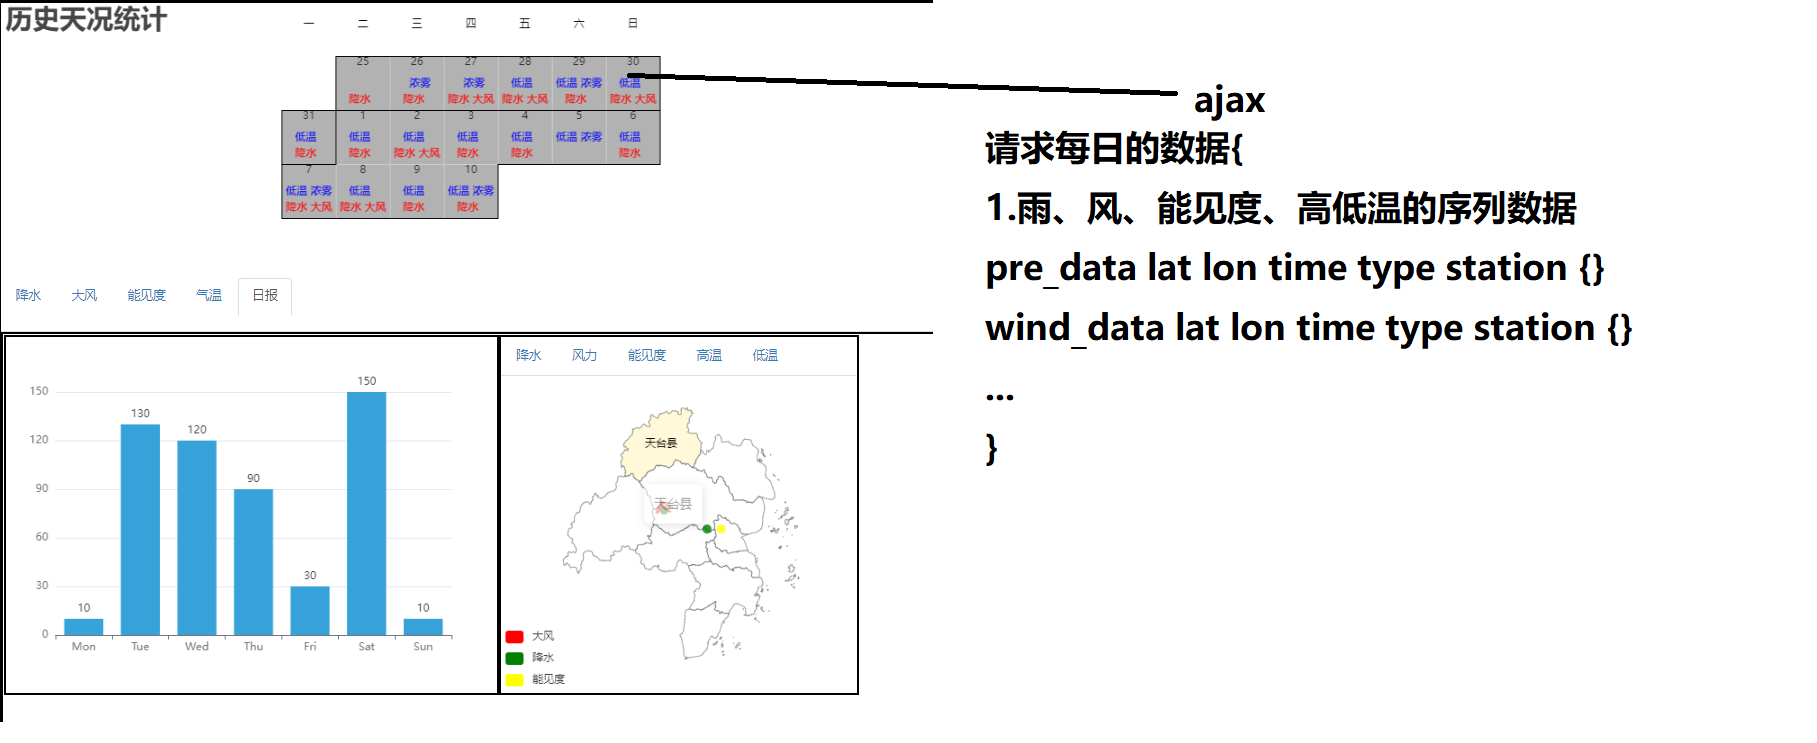 历史天况统计
一 二 三 四 五 六 日
25 26 27 28 29 30
浓雾 浓雾 低温 低温 浓雾 低温
降水 降水 降水 大风 降水 大风 降水 降水 大风
31 1 2 3 4 5 6
低温 低温 低温 低温 低温 低温 浓雾 低温
降水 降水 降水 大风 降水 降水 降水
7 8 9 10
低温 浓雾 低温 低温 低温 浓雾
降水 大风 降水 大风 降水 降水
ajax
请求每日的数据{
1.雨、风、能见度、高低温的序列数据
pre_data lat lon time type station {}
wind_data lat lon time type station {}
...
}
降水 大风 能见度 气温 日报
150
120
90
60
30
0
10 130 120 90 30 150 10
Mon Tue Wed Thu Fri Sat Sun
降水 风力 能见度 高温 低温
天台县
天台县
大风
降水
能见度